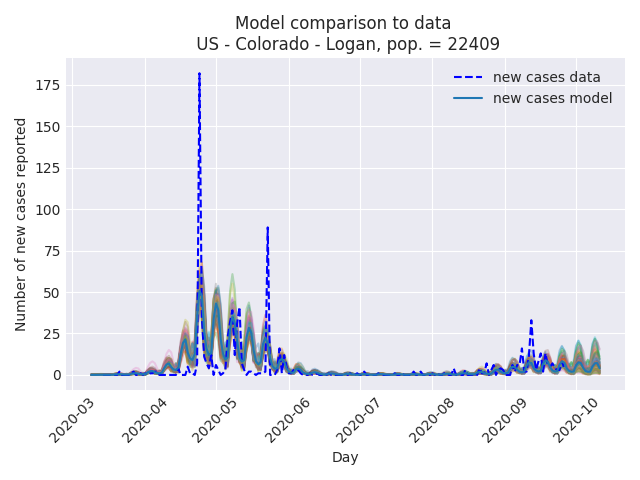 Model comparison to data
US - Colorado - Logan, pop. = 22409
new cases data
new cases model
Number of new cases reported
175
150
125
100
75
50
25
0
2020-03
2020-04
2020-05
2020-06
2020-07
2020-08
2020-09
2020-10
Day